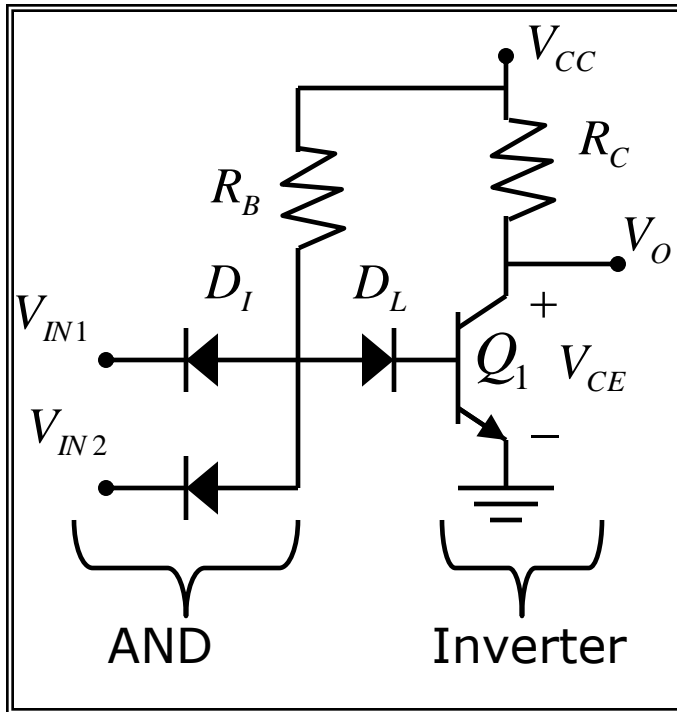 V_CC
R_C
R_B
V_O
D_I
D_L
V_IN1
+
Q_1
V_CE
V_IN2
−
AND
Inverter